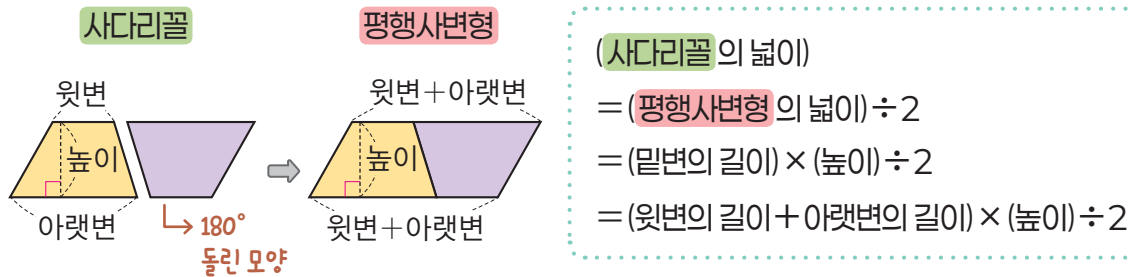 사다리꼴
평행사변형
윗변
높이
아랫변
180°
돌린 모양
윗변+아랫변
높이
윗변+아랫변
(사다리꼴의 넓이)
=(평행사변형의 넓이)÷2
=(밑변의 길이)×(높이)÷2
=(윗변의 길이+아랫변의 길이)×(높이)÷2